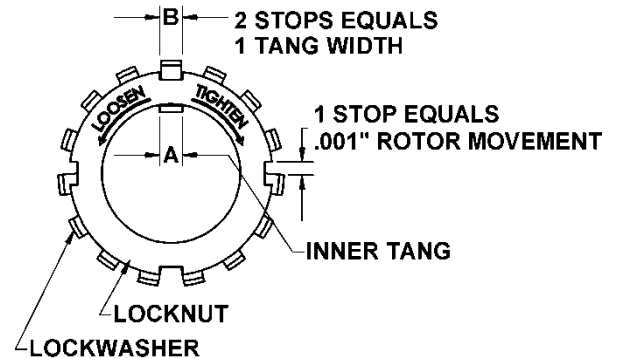 B
2 STOPS EQUALS
1 TANG WIDTH
LOOSEN
TIGHTEN
1 STOP EQUALS
.001" ROTOR MOVEMENT
A
INNER TANG
LOCKNUT
LOCKWASHER